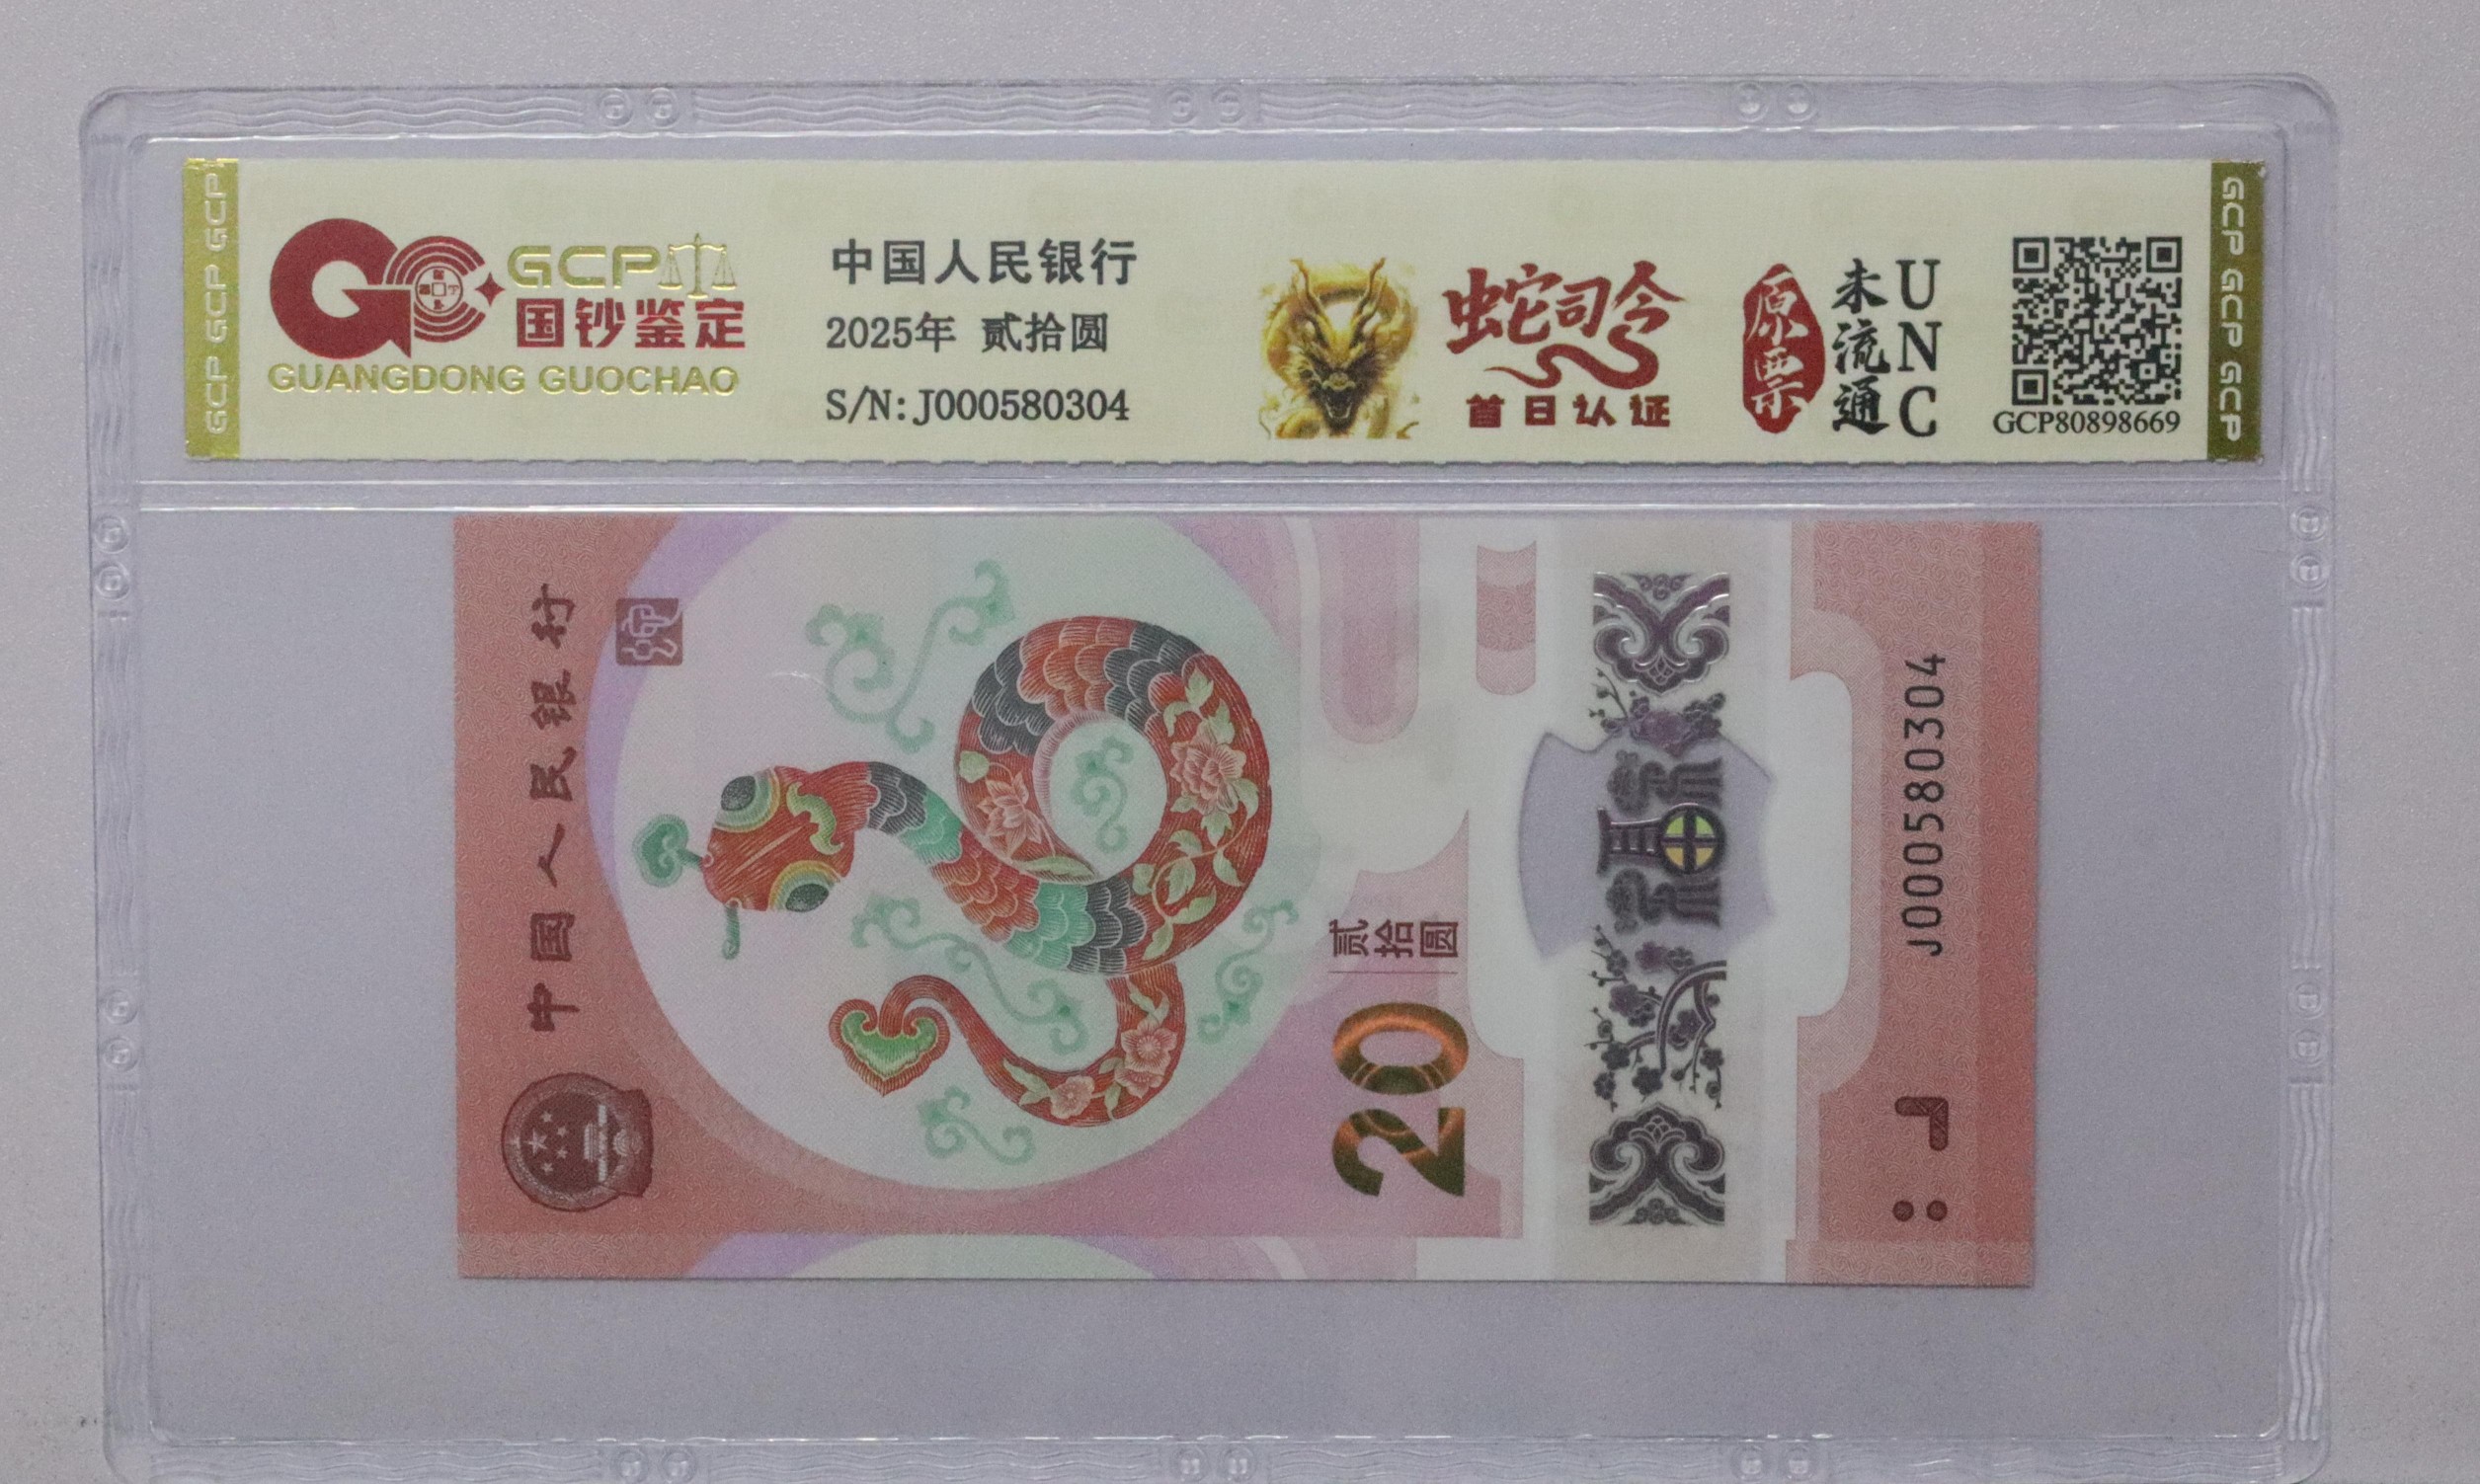 GCP GCP GCP
GCP
国钞鉴定
GUANGDONG GUOCHAO
中国人民银行
2025年 贰拾圆
S/N:J000580304
蛇司令
首日认证
原票
未流通
UNC
GCP80898669
GCP GCP GCP
中国人民银行
蛇
20
贰拾圆
福
J000580304